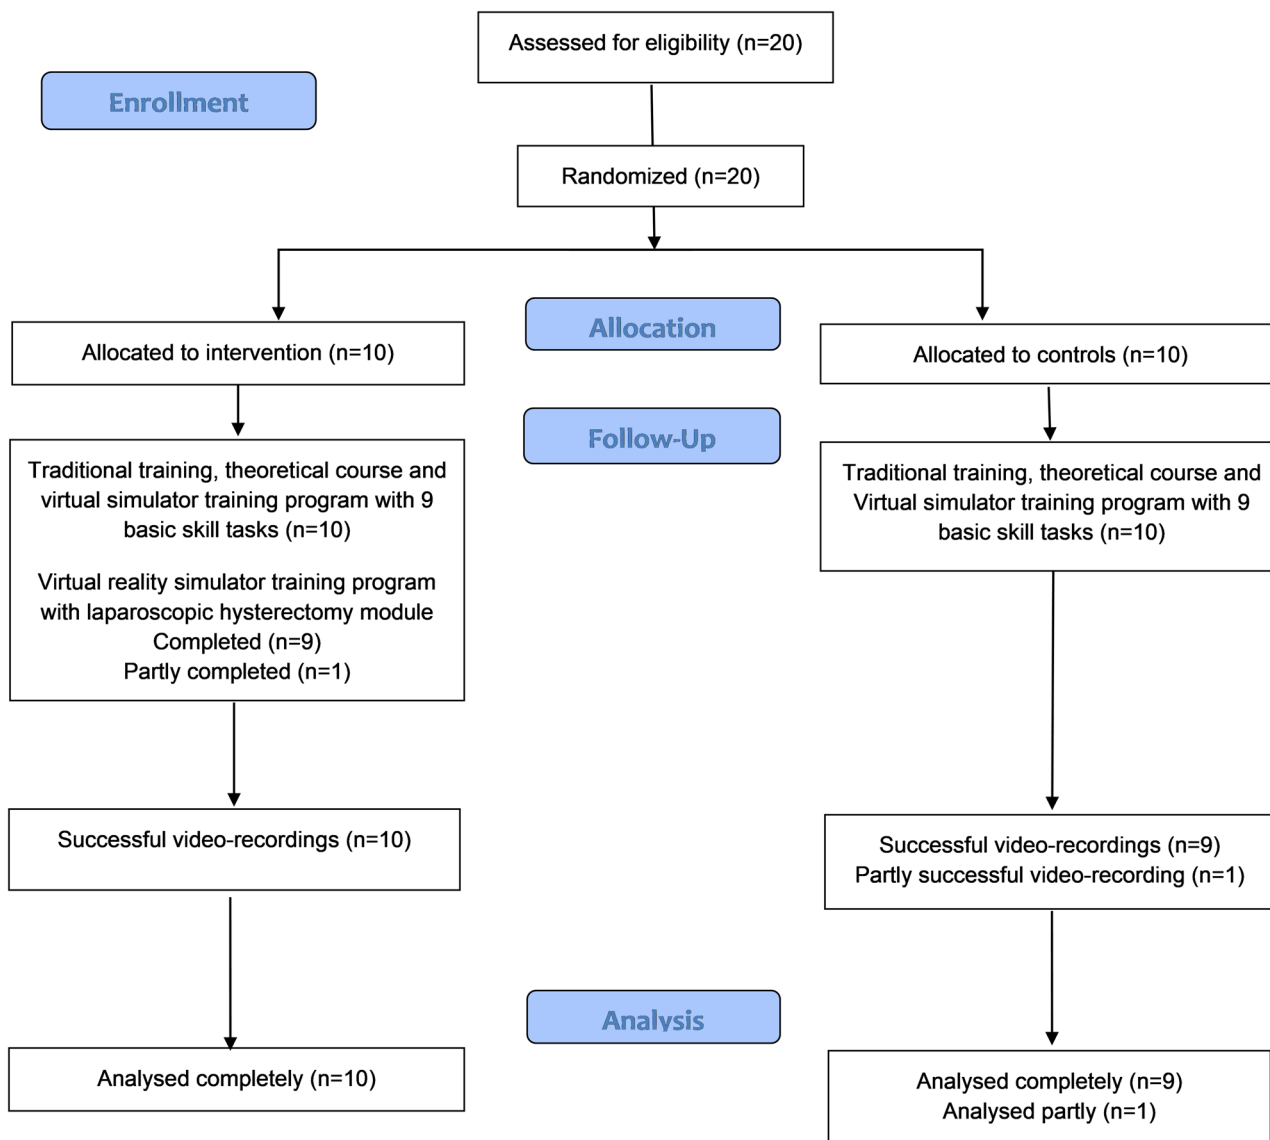 Assessed for eligibility (n=20)
Enrollment
Randomized (n=20)
Allocation
Allocated to intervention (n=10)
Allocated to controls (n=10)
Follow-Up
Traditional training, theoretical course and
virtual simulator training program with 9
basic skill tasks (n=10)
Virtual reality simulator training program
with laparoscopic hysterectomy module
Completed (n=9)
Partly completed (n=1)
Traditional training, theoretical course and
Virtual simulator training program with 9
basic skill tasks (n=10)
Successful video-recordings (n=10)
Successful video-recordings (n=9)
Partly successful video-recording (n=1)
Analysis
Analysed completely (n=10)
Analysed completely (n=9)
Analysed partly (n=1)